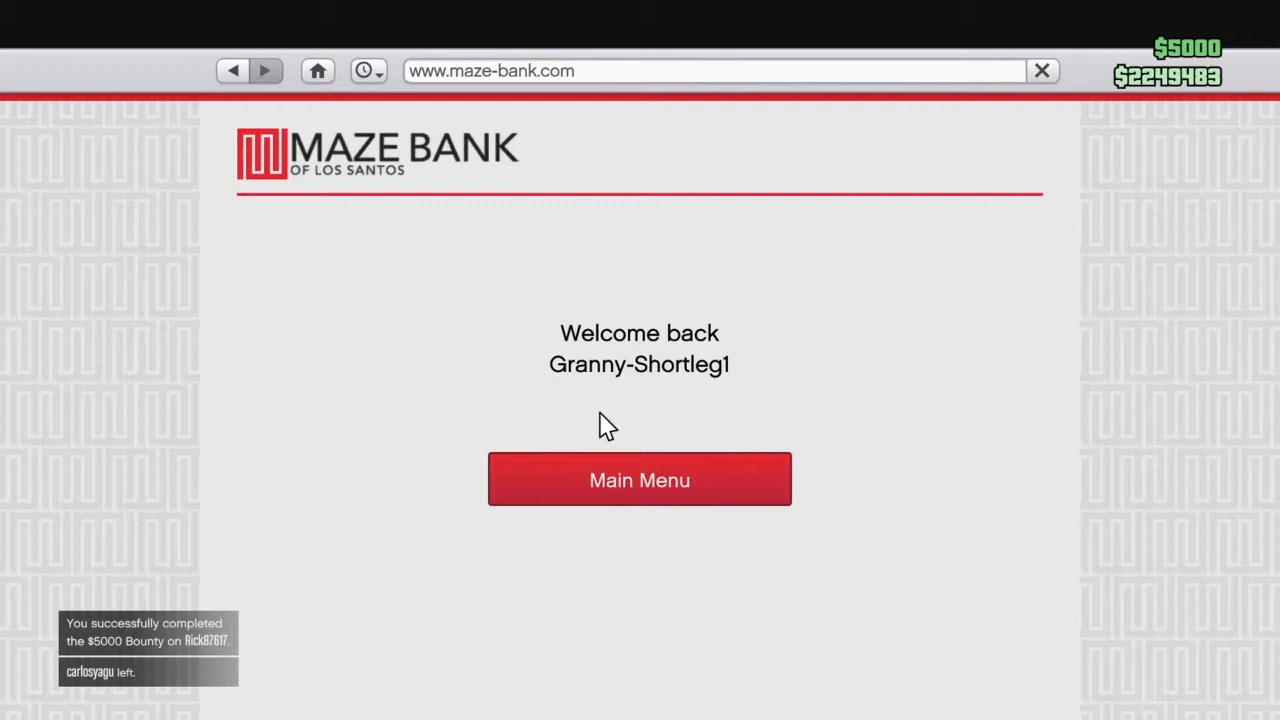 $5000
www.maze-bank.com
$2249483
MAZE BANK
OF LOS SANTOS
Welcome back
Granny-Shortleg1
Main Menu
You successfully completed
the $5000 Bounty on Rick87617.
carlosyagu left.